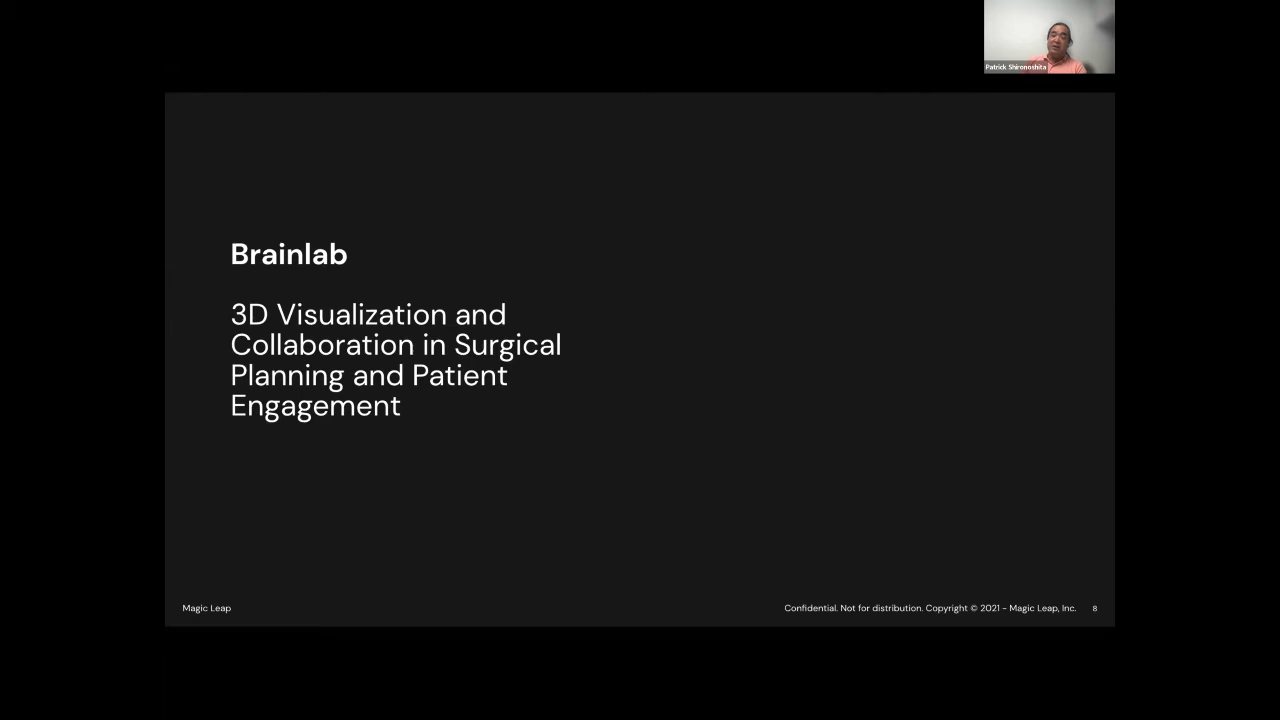 Patrick Shironoshita
Brainlab
3D Visualization and
Collaboration in Surgical
Planning and Patient
Engagement
Magic Leap
Confidential. Not for distribution. Copyright © 2021 - Magic Leap, Inc.
8